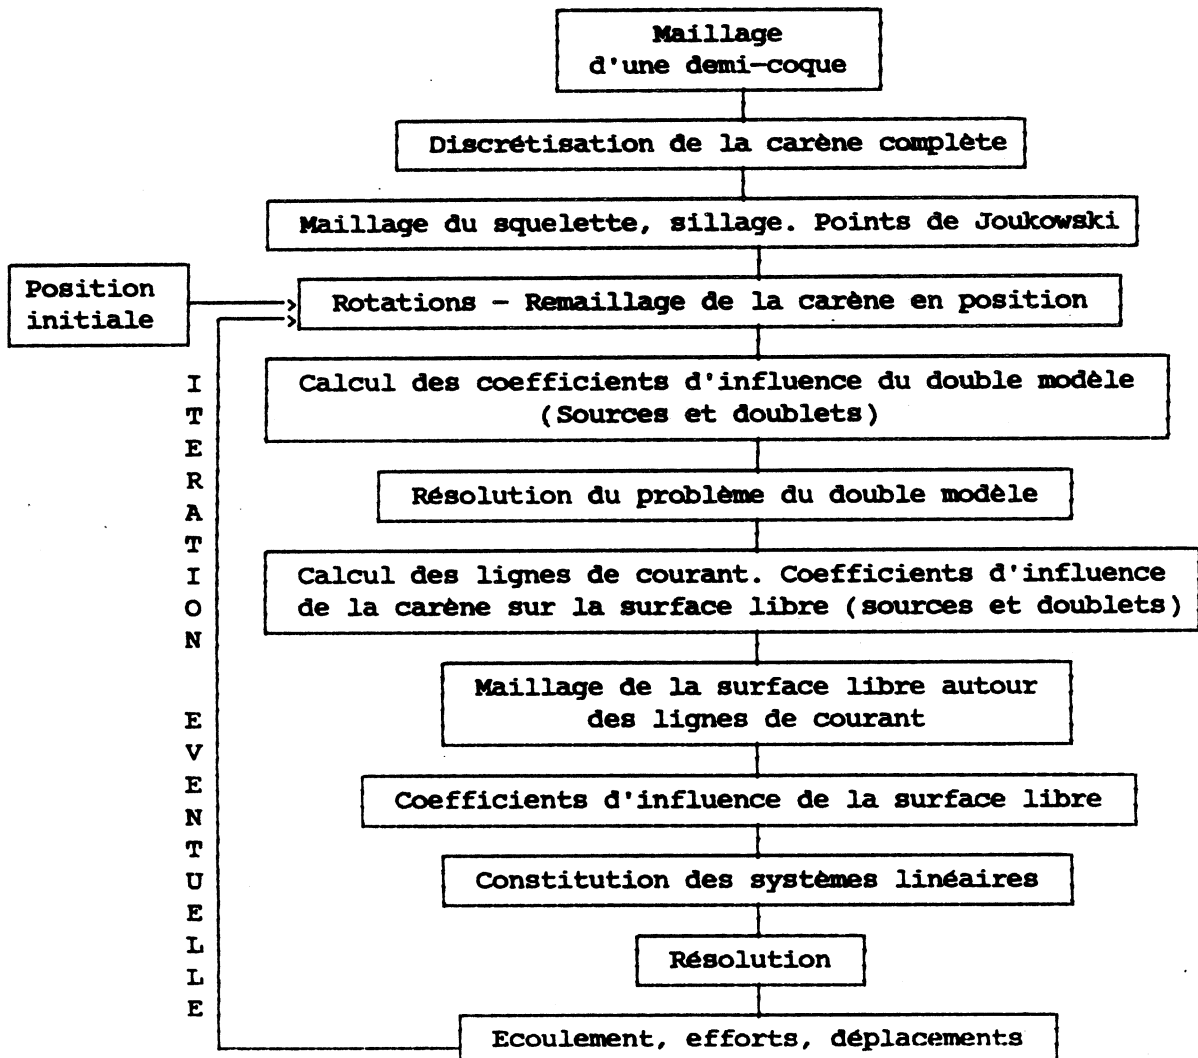 Maillage
d'une demi-coque
Discrétisation de la carène complète
Maillage du squelette, sillage. Points de Joukowski
Position
initiale
Rotations - Remaillage de la carène en position
Calcul des coefficients d'influence du double modèle
(Sources et doublets)
Résolution du problème du double modèle
Calcul des lignes de courant. Coefficients d'influence
de la carène sur la surface libre (sources et doublets)
Maillage de la surface libre autour
des lignes de courant
Coefficients d'influence de la surface libre
Constitution des systèmes linéaires
Résolution
Ecoulement, efforts, déplacements
ITERATION EVENTUELLE